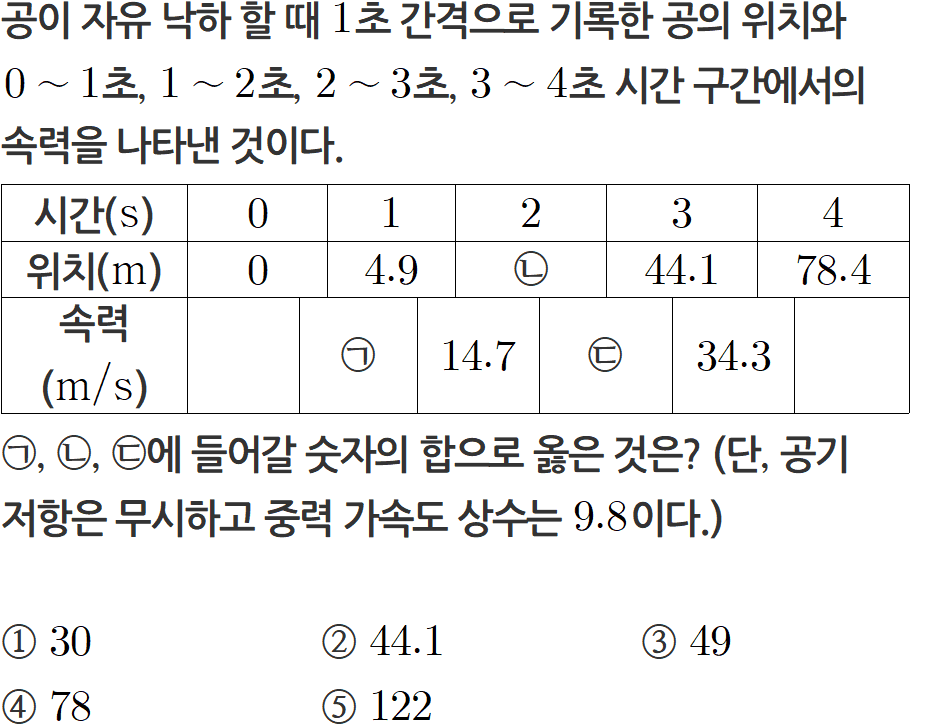 공이 자유 낙하 할 때 1초 간격으로 기록한 공의 위치와
0 ~ 1초, 1 ~ 2초, 2 ~ 3초, 3 ~ 4초 시간 구간에서의
속력을 나타낸 것이다.
시간(s) 0 1 2 3 4
위치(m) 0 4.9 ㉡ 44.1 78.4
속력
(m/s) ㉠ 14.7 ㉢ 34.3
㉠, ㉡, ㉢에 들어갈 숫자의 합으로 옳은 것은? (단, 공기
저항은 무시하고 중력 가속도 상수는 9.8이다.)
① 30 ② 44.1 ③ 49
④ 78 ⑤ 122